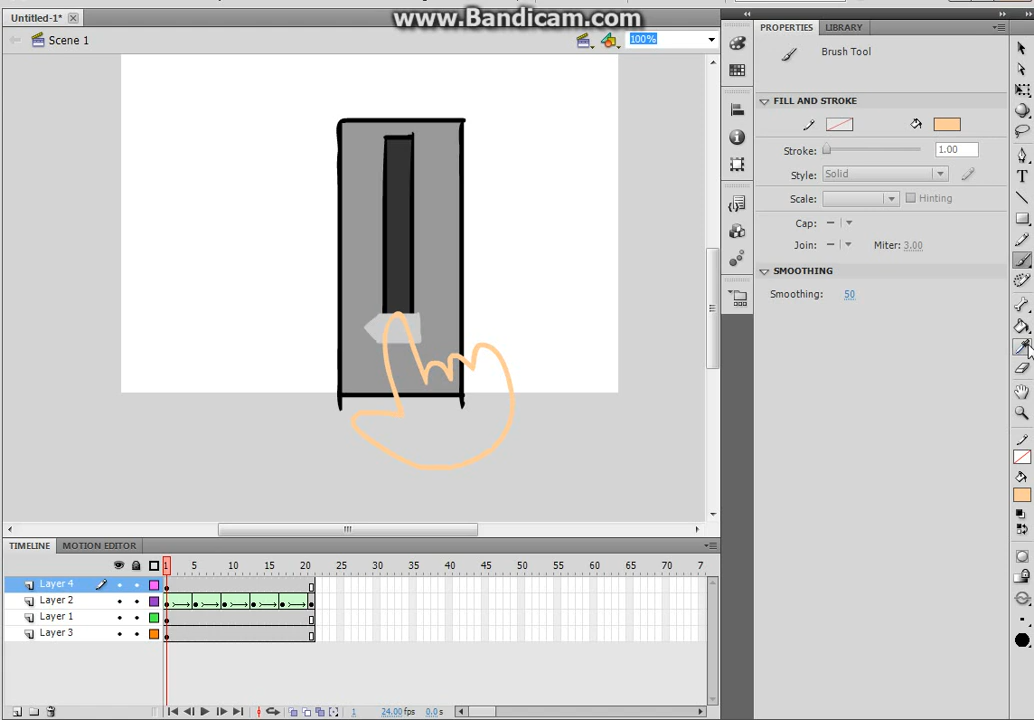 www.Bandicam.com
Untitled-1*
Scene 1
100%
PROPERTIES
LIBRARY
Brush Tool
FILL AND STROKE
Stroke:
1.00
Style:
Solid
Scale:
Hinting
Cap:
Join:
Miter: 3.00
SMOOTHING
Smoothing: 50
T
TIMELINE
MOTION EDITOR
1 5 10 15 20 25 30 35 40 45 50 55 60 65 70 7
Layer 4
Layer 2
Layer 1
Layer 3
1
24.00 fps
0.0 s